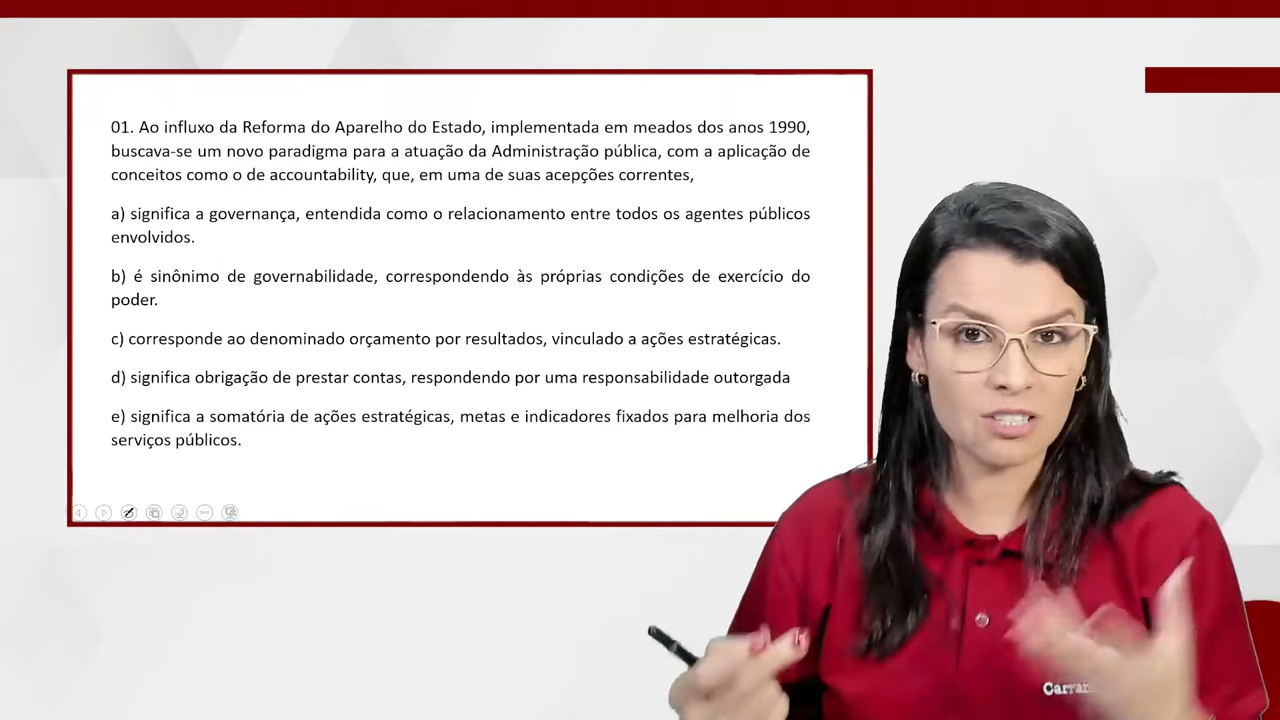 01. Ao influxo da Reforma do Aparelho do Estado, implementada em meados dos anos 1990,
buscava-se um novo paradigma para a atuação da Administração pública, com a aplicação de
conceitos como o de accountability, que, em uma de suas acepções correntes,
a) significa a governança, entendida como o relacionamento entre todos os agentes públicos
envolvidos.
b) é sinônimo de governabilidade, correspondendo às próprias condições de exercício do
poder.
c) corresponde ao denominado orçamento por resultados, vinculado a ações estratégicas.
d) significa obrigação de prestar contas, respondendo por uma responsabilidade outorgada
e) significa a somatória de ações estratégicas, metas e indicadores fixados para melhoria dos
serviços públicos.